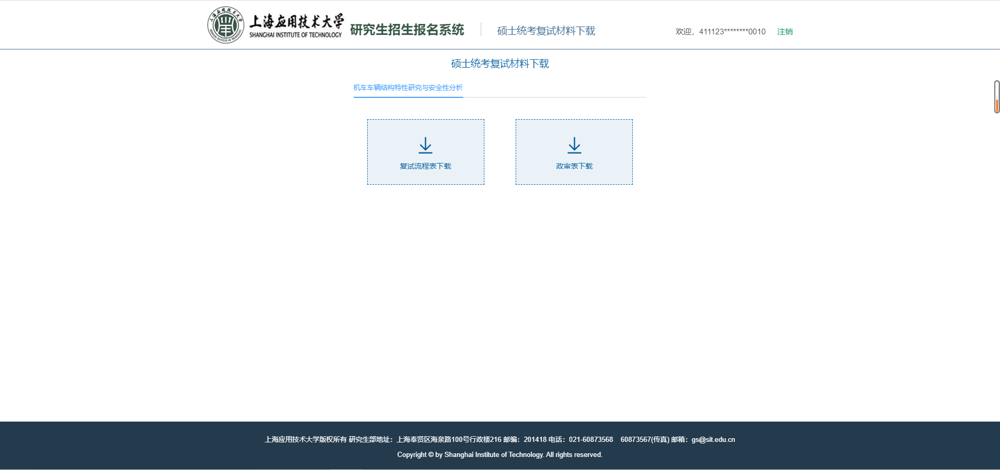 上海应用技术大学
SHANGHAI INSTITUTE OF TECHNOLOGY
研究生招生报名系统
硕士统考复试材料下载
欢迎，411123********0010 注销
硕士统考复试材料下载
机车车辆结构特性研究与安全性分析
复试流程表下载
政审表下载
上海应用技术大学版权所有 研究生部地址：上海奉贤区海泉路100号行政楼216 邮编：201418 电话：021-60873568 60873567(传真) 邮箱：gs@sit.edu.cn
Copyright © by Shanghai Institute of Technology. All rights reserved.